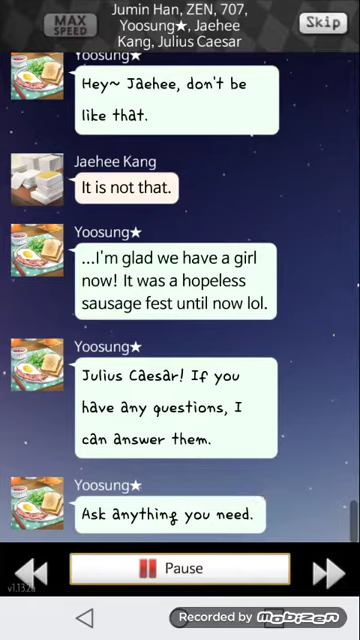 Jumin Han, ZEN, 707,
Yoosung★, Jaehee
Kang, Julius Caesar
MAX
SPEED
Skip
Yoosung★
Hey~ Jaehee, don't be
like that.
Jaehee Kang
It is not that.
Yoosung★
...I'm glad we have a girl
now! It was a hopeless
sausage fest until now lol.
Yoosung★
Julius Caesar! If you
have any questions, I
can answer them.
Yoosung★
Ask anything you need.
Pause
Recorded by Mobizen